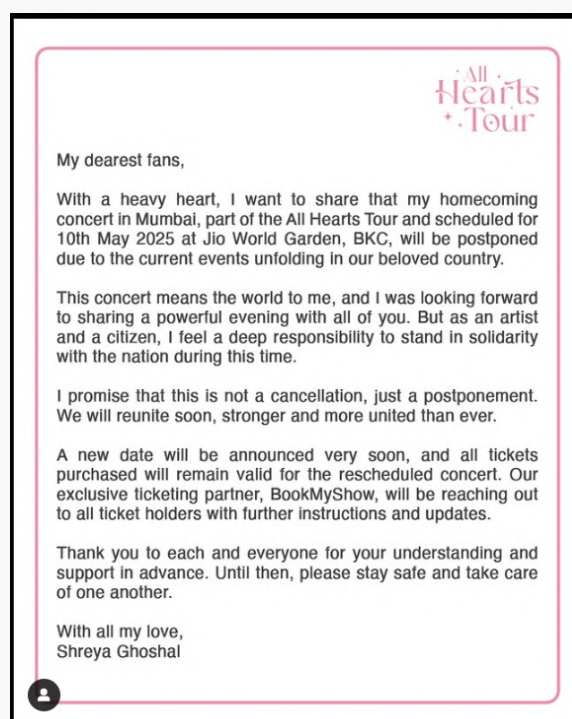 All
Hearts
Tour
My dearest fans,
With a heavy heart, I want to share that my homecoming
concert in Mumbai, part of the All Hearts Tour and scheduled for
10th May 2025 at Jio World Garden, BKC, will be postponed
due to the current events unfolding in our beloved country.
This concert means the world to me, and I was looking forward
to sharing a powerful evening with all of you. But as an artist
and a citizen, I feel a deep responsibility to stand in solidarity
with the nation during this time.
I promise that this is not a cancellation, just a postponement.
We will reunite soon, stronger and more united than ever.
A new date will be announced very soon, and all tickets
purchased will remain valid for the rescheduled concert. Our
exclusive ticketing partner, BookMyShow, will be reaching out
to all ticket holders with further instructions and updates.
Thank you to each and everyone for your understanding and
support in advance. Until then, please stay safe and take care
of one another.
With all my love,
Shreya Ghoshal